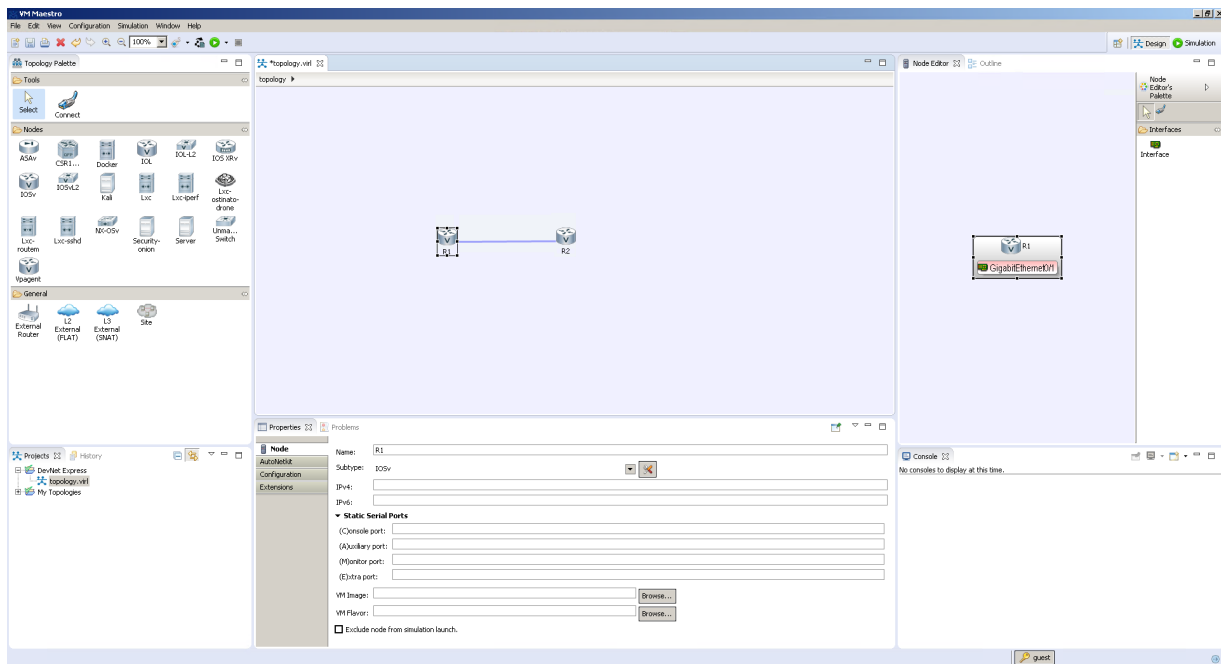 VM Maestro
File Edit View Configuration Simulation Window Help
100%
Design Simulation
Topology Palette
Tools
Select
Connect
Nodes
ASAv
CSR1...
Docker
IOL
IOL-L2
IOS XRv
IOSv
IOSvL2
Kali
Lxc
Lxc-iperf
Lxc-
ostinato-
drone
Lxc-
routem
Lxc-sshd
NX-OSv
Security-
onion
Server
Unma...
Switch
Vpagent
General
External
Router
L2
External
(FLAT)
L3
External
(SNAT)
Site
Projects History
DevNet Express
topology.virl
My Topologies
*topology.virl
topology
R1
R2
Properties Problems
Node
AutoNetkit
Configuration
Extensions
Name: R1
Subtype: IOSv
IPv4:
IPv6:
Static Serial Ports
(C)onsole port:
(A)uxiliary port:
(M)onitor port:
(E)xtra port:
VM Image: Browse...
VM Flavor: Browse...
Exclude node from simulation launch.
Node Editor Outline
Node
Editor's
Palette
Interfaces
Interface
R1
GigabitEthernet0/1
Console
No consoles to display at this time.
guest